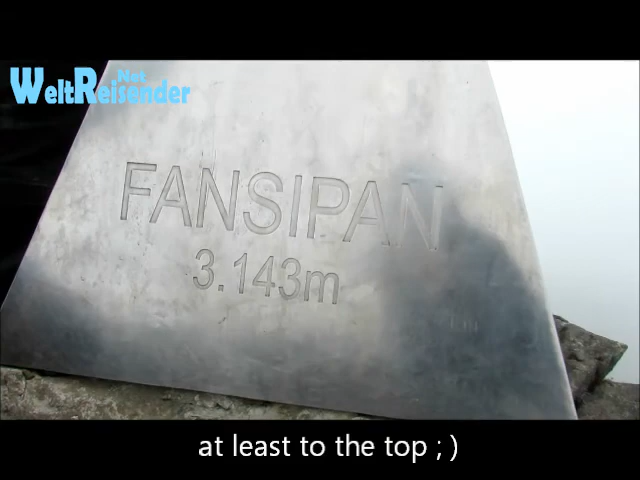 WeltReisender
Net
FANSIPAN
3.143m
at least to the top ; )